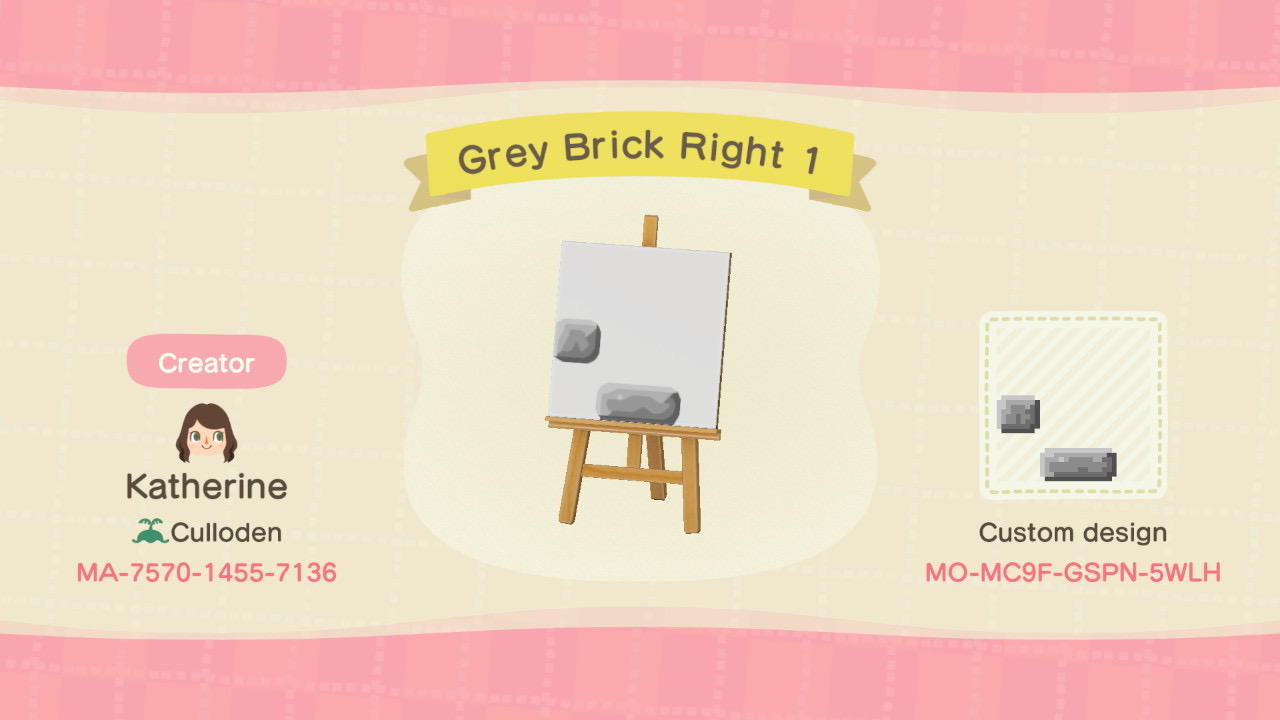 Grey Brick Right 1
Creator
Katherine
Culloden
MA-7570-1455-7136
Custom design
MO-MC9F-GSPN-5WLH